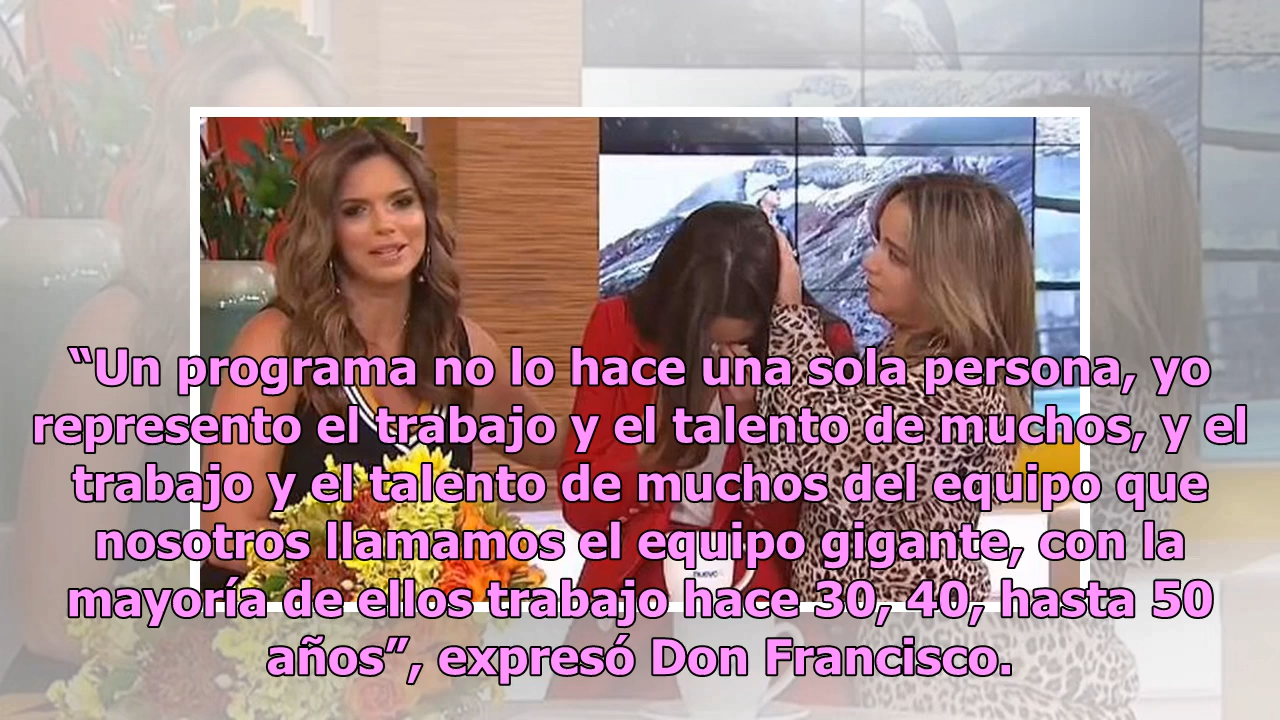 “Un programa no lo hace una sola persona, yo
represento el trabajo y el talento de muchos, y el
trabajo y el talento de muchos del equipo que
nosotros llamamos el equipo gigante, con la
mayoría de ellos trabajo hace 30, 40, hasta 50
años”, expresó Don Francisco.
nuevo